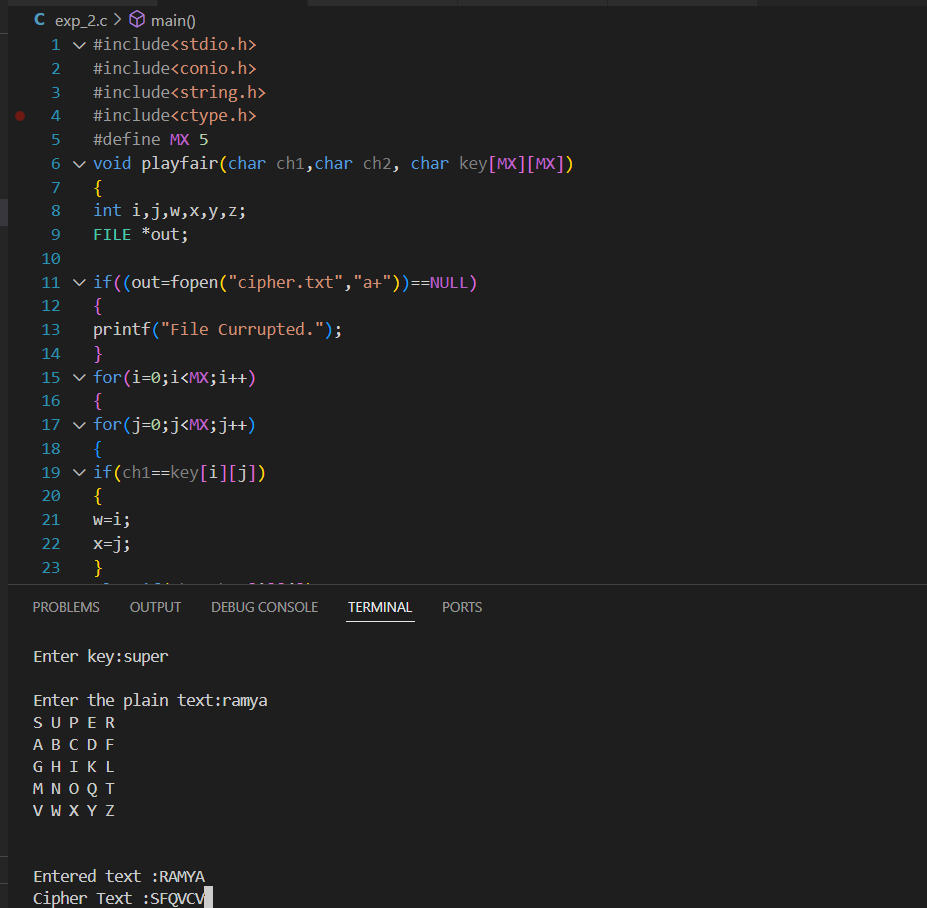 C exp_2.c > main()
1 #include<stdio.h>
2 #include<conio.h>
3 #include<string.h>
4 #include<ctype.h>
5 #define MX 5
6 void playfair(char ch1,char ch2, char key[MX][MX])
7 {
8 int i,j,w,x,y,z;
9 FILE *out;
10
11 if((out=fopen("cipher.txt","a+"))==NULL)
12 {
13 printf("File Currupted.");
14 }
15 for(i=0;i<MX;i++)
16 {
17 for(j=0;j<MX;j++)
18 {
19 if(ch1==key[i][j])
20 {
21 w=i;
22 x=j;
23 }
PROBLEMS OUTPUT DEBUG CONSOLE TERMINAL PORTS
Enter key:super
Enter the plain text:ramya
S U P E R
A B C D F
G H I K L
M N O Q T
V W X Y Z
Entered text :RAMYA
Cipher Text :SFQVCV